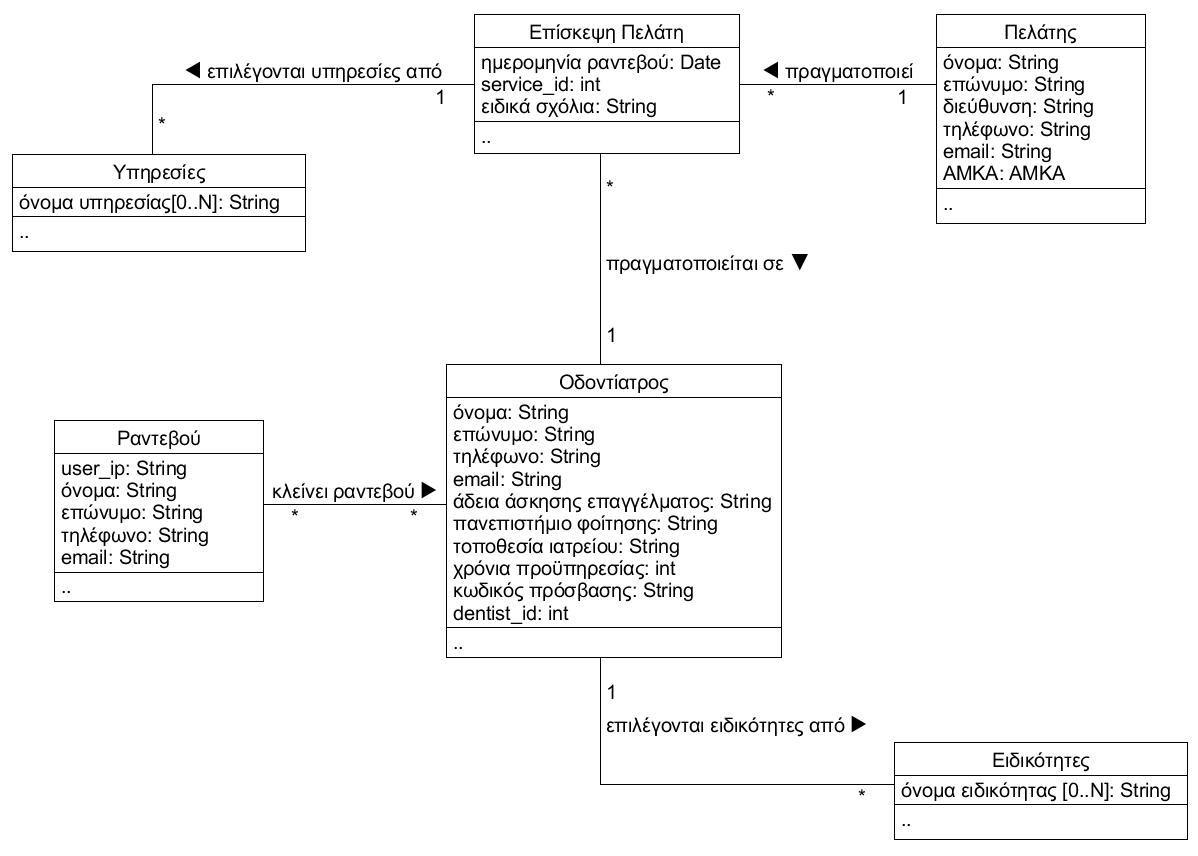 Επίσκεψη Πελάτη
ημερομηνία ραντεβού: Date
service_id: int
ειδικά σχόλια: String
..
Πελάτης
όνομα: String
επώνυμο: String
διεύθυνση: String
τηλέφωνο: String
email: String
ΑΜΚΑ: ΑΜΚΑ
..
◀ επιλέγονται υπηρεσίες από
1
*
◀ πραγματοποιεί
* 1
Υπηρεσίες
όνομα υπηρεσίας[0..N]: String
..
*
πραγματοποιείται σε ▼
1
Οδοντίατρος
όνομα: String
επώνυμο: String
τηλέφωνο: String
email: String
άδεια άσκησης επαγγέλματος: String
πανεπιστήμιο φοίτησης: String
τοποθεσία ιατρείου: String
χρόνια προϋπηρεσίας: int
κωδικός πρόσβασης: String
dentist_id: int
..
Ραντεβού
user_ip: String
όνομα: String
επώνυμο: String
τηλέφωνο: String
email: String
..
κλείνει ραντεβού ▶
* *
1
επιλέγονται ειδικότητες από ▶
*
Ειδικότητες
όνομα ειδικότητας [0..N]: String
..